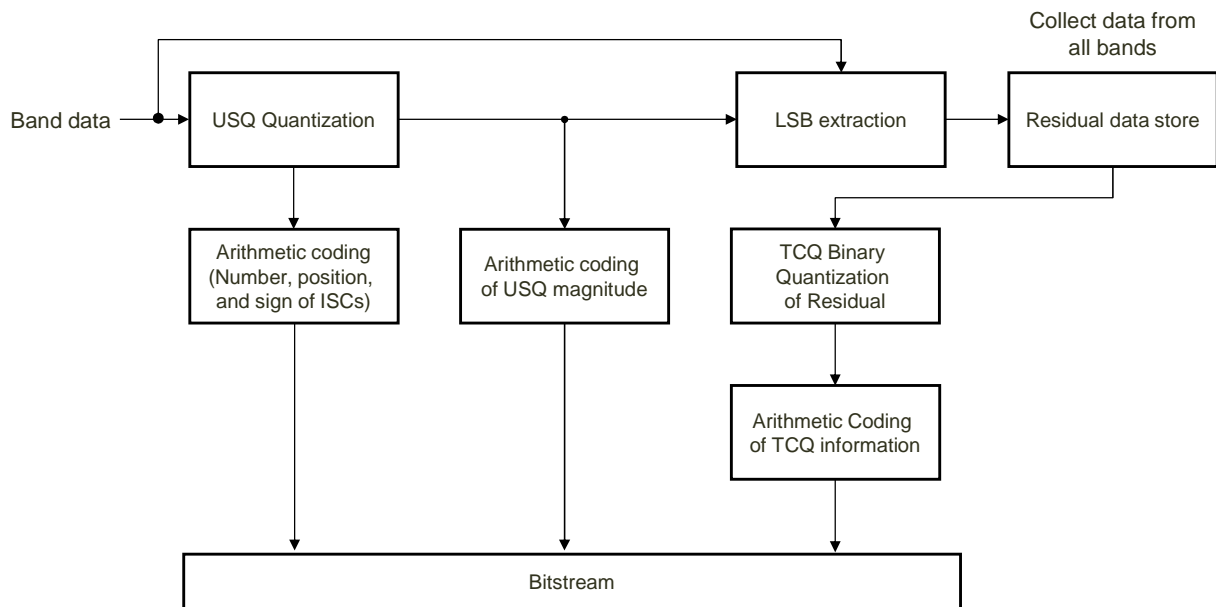 Collect data from
all bands
Band data
USQ Quantization
LSB extraction
Residual data store
Arithmetic coding
(Number, position,
and sign of ISCs)
Arithmetic coding
of USQ magnitude
TCQ Binary
Quantization
of Residual
Arithmetic Coding
of TCQ information
Bitstream